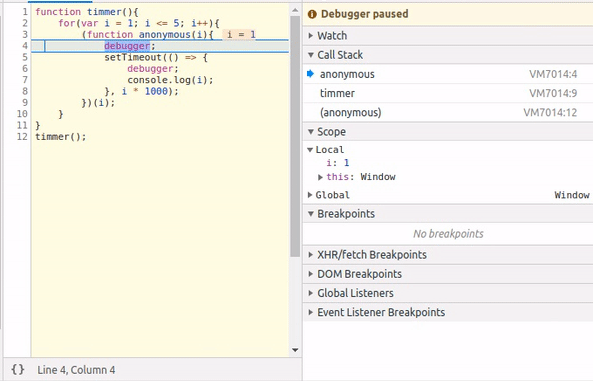 1 function timmer(){
2     for(var i = 1; i <= 5; i++){
3         (function anonymous(i){  i = 1
4             debugger;
5             setTimeout(() => {
6                 debugger;
7                 console.log(i);
8             }, i * 1000);
9         })(i);
10     }
11 }
12 timmer();
{} Line 4, Column 4
Debugger paused
Watch
Call Stack
anonymous VM7014:4
timmer VM7014:9
(anonymous) VM7014:12
Scope
Local
i: 1
this: Window
Global Window
Breakpoints
No breakpoints
XHR/fetch Breakpoints
DOM Breakpoints
Global Listeners
Event Listener Breakpoints